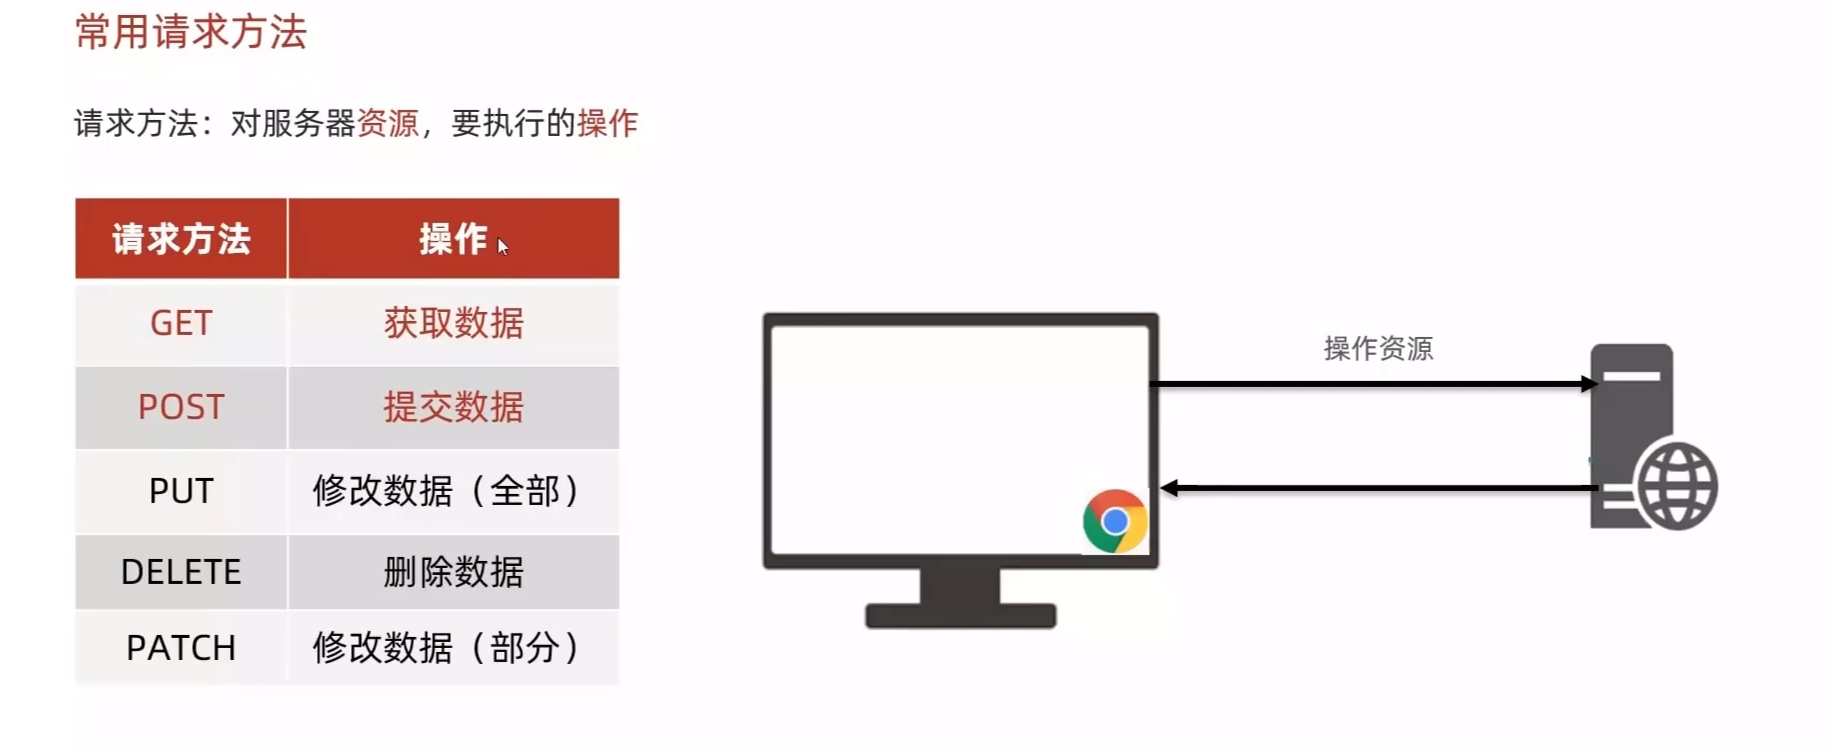 常用请求方法
请求方法：对服务器资源，要执行的操作
请求方法 操作
GET 获取数据
POST 提交数据
PUT 修改数据（全部）
DELETE 删除数据
PATCH 修改数据（部分）
操作资源